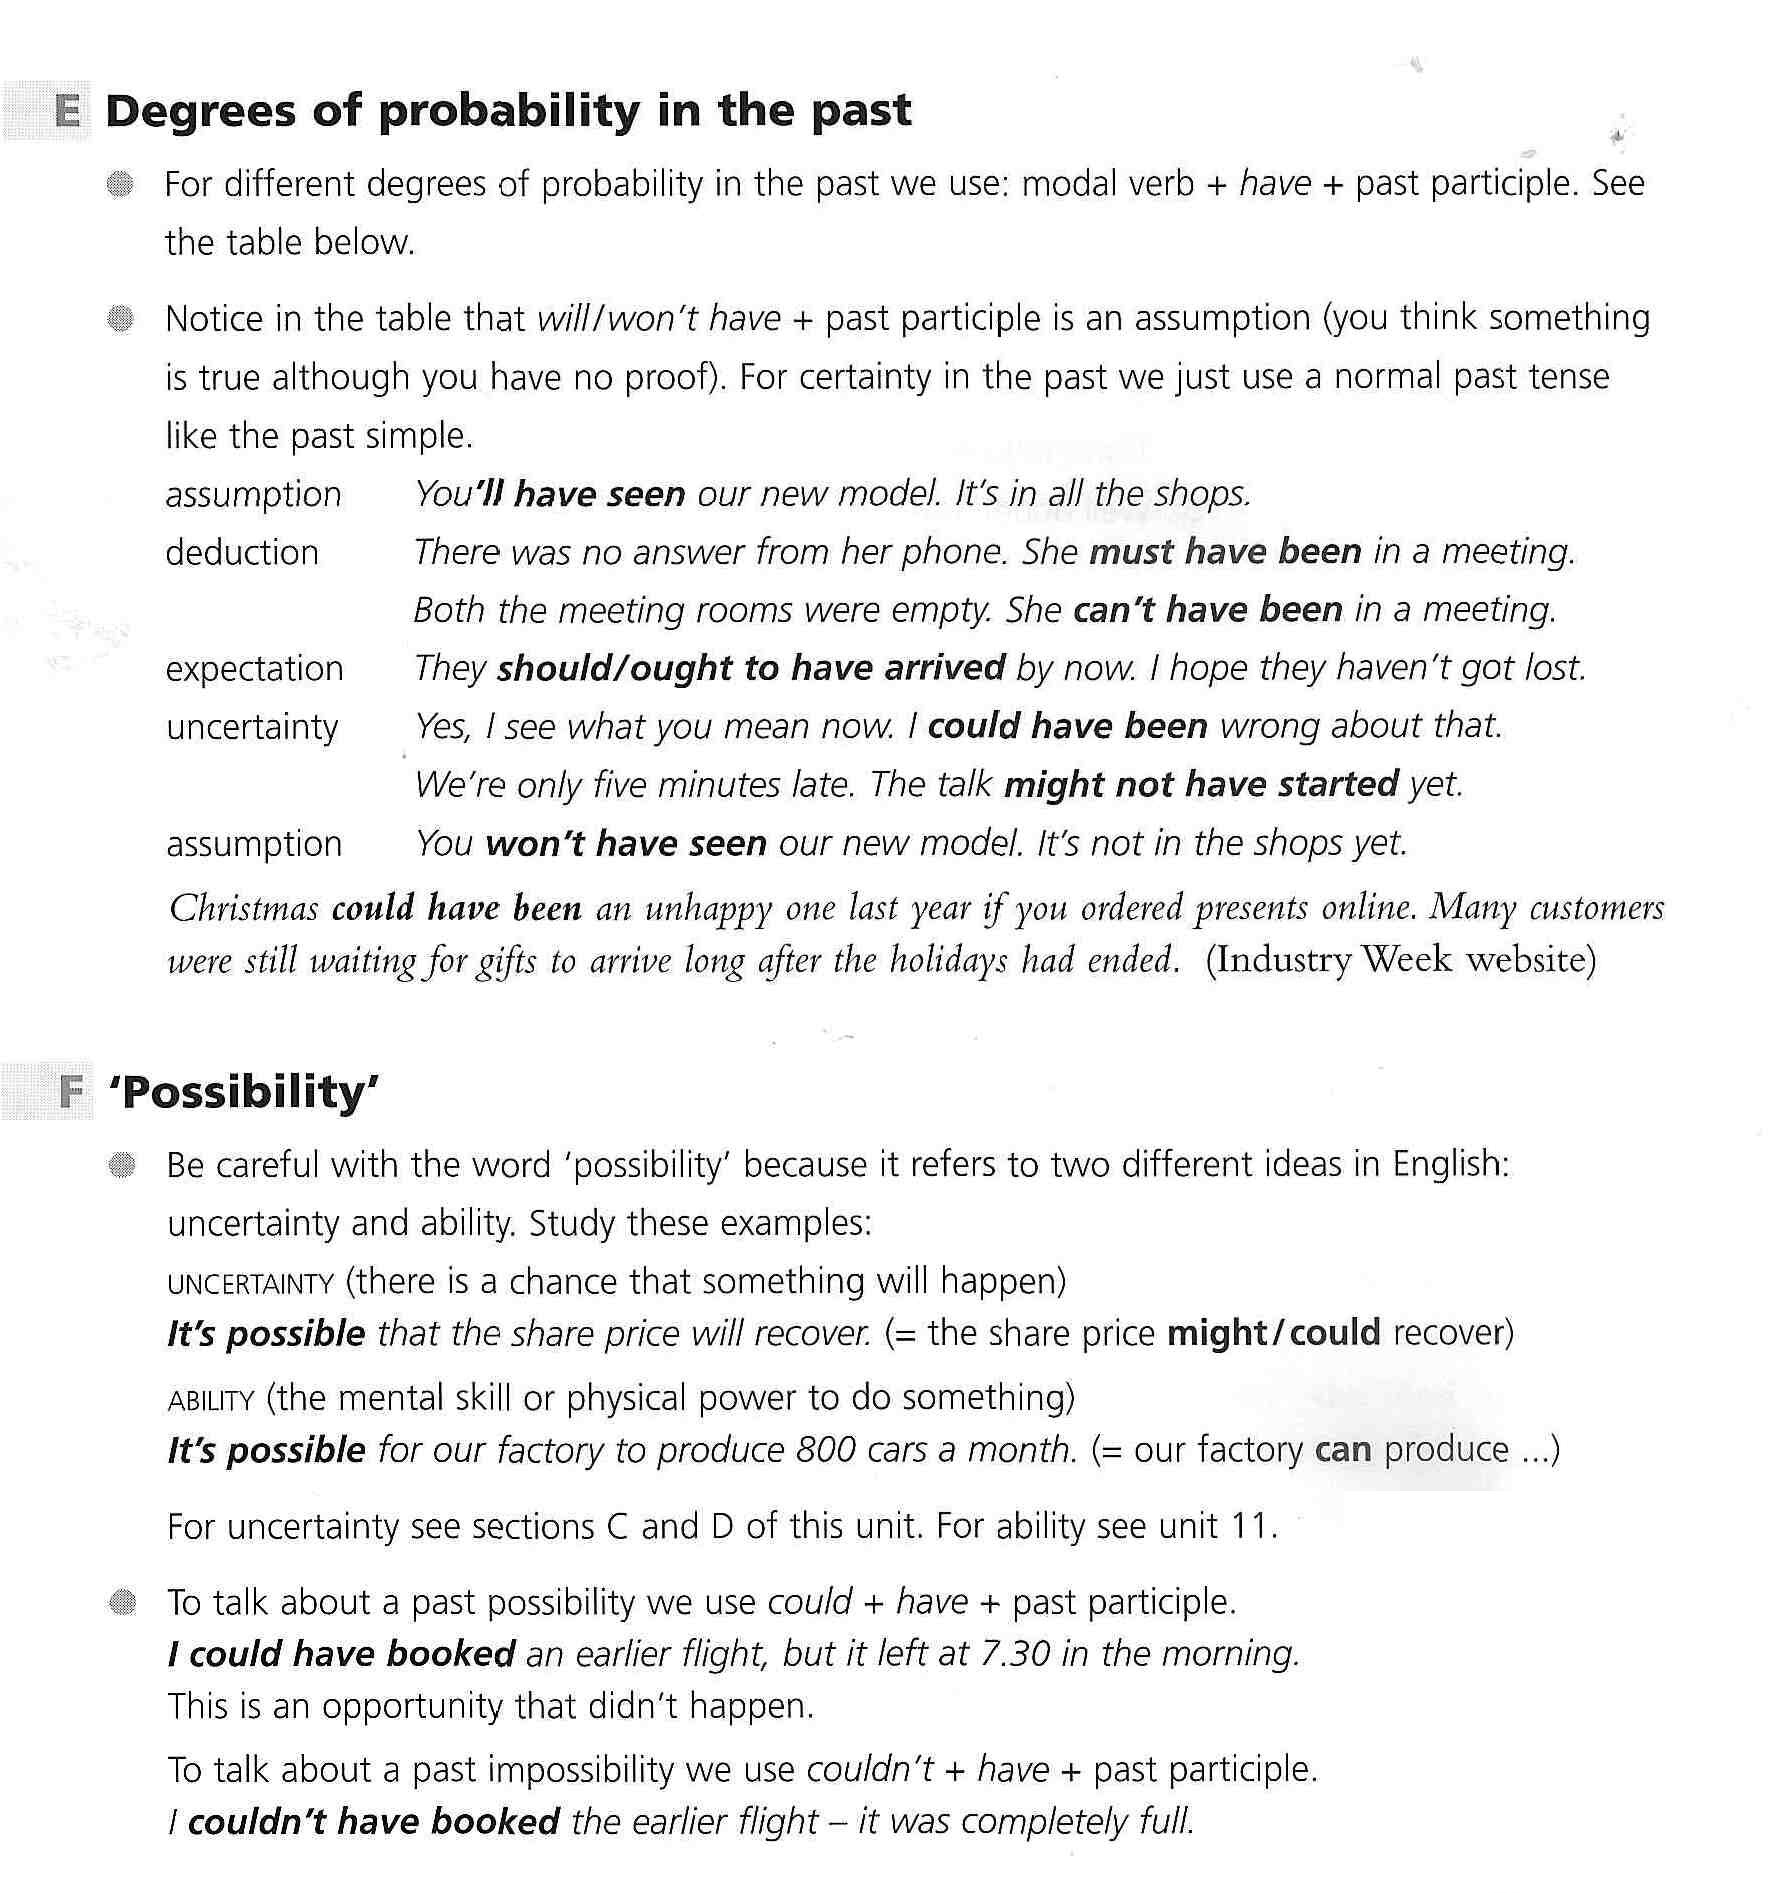 E Degrees of probability in the past
For different degrees of probability in the past we use: modal verb + have + past participle. See
the table below.
Notice in the table that will/won't have + past participle is an assumption (you think something
is true although you have no proof). For certainty in the past we just use a normal past tense
like the past simple.
assumption You'll have seen our new model. It's in all the shops.
deduction There was no answer from her phone. She must have been in a meeting.
Both the meeting rooms were empty. She can't have been in a meeting.
expectation They should/ought to have arrived by now. I hope they haven't got lost.
uncertainty Yes, I see what you mean now. I could have been wrong about that.
We're only five minutes late. The talk might not have started yet.
assumption You won't have seen our new model. It's not in the shops yet.
Christmas could have been an unhappy one last year if you ordered presents online. Many customers
were still waiting for gifts to arrive long after the holidays had ended. (Industry Week website)
F 'Possibility'
Be careful with the word 'possibility' because it refers to two different ideas in English:
uncertainty and ability. Study these examples:
UNCERTAINTY (there is a chance that something will happen)
It's possible that the share price will recover. (= the share price might/could recover)
ABILITY (the mental skill or physical power to do something)
It's possible for our factory to produce 800 cars a month. (= our factory can produce ...)
For uncertainty see sections C and D of this unit. For ability see unit 11.
To talk about a past possibility we use could + have + past participle.
I could have booked an earlier flight, but it left at 7.30 in the morning.
This is an opportunity that didn't happen.
To talk about a past impossibility we use couldn't + have + past participle.
I couldn't have booked the earlier flight – it was completely full.